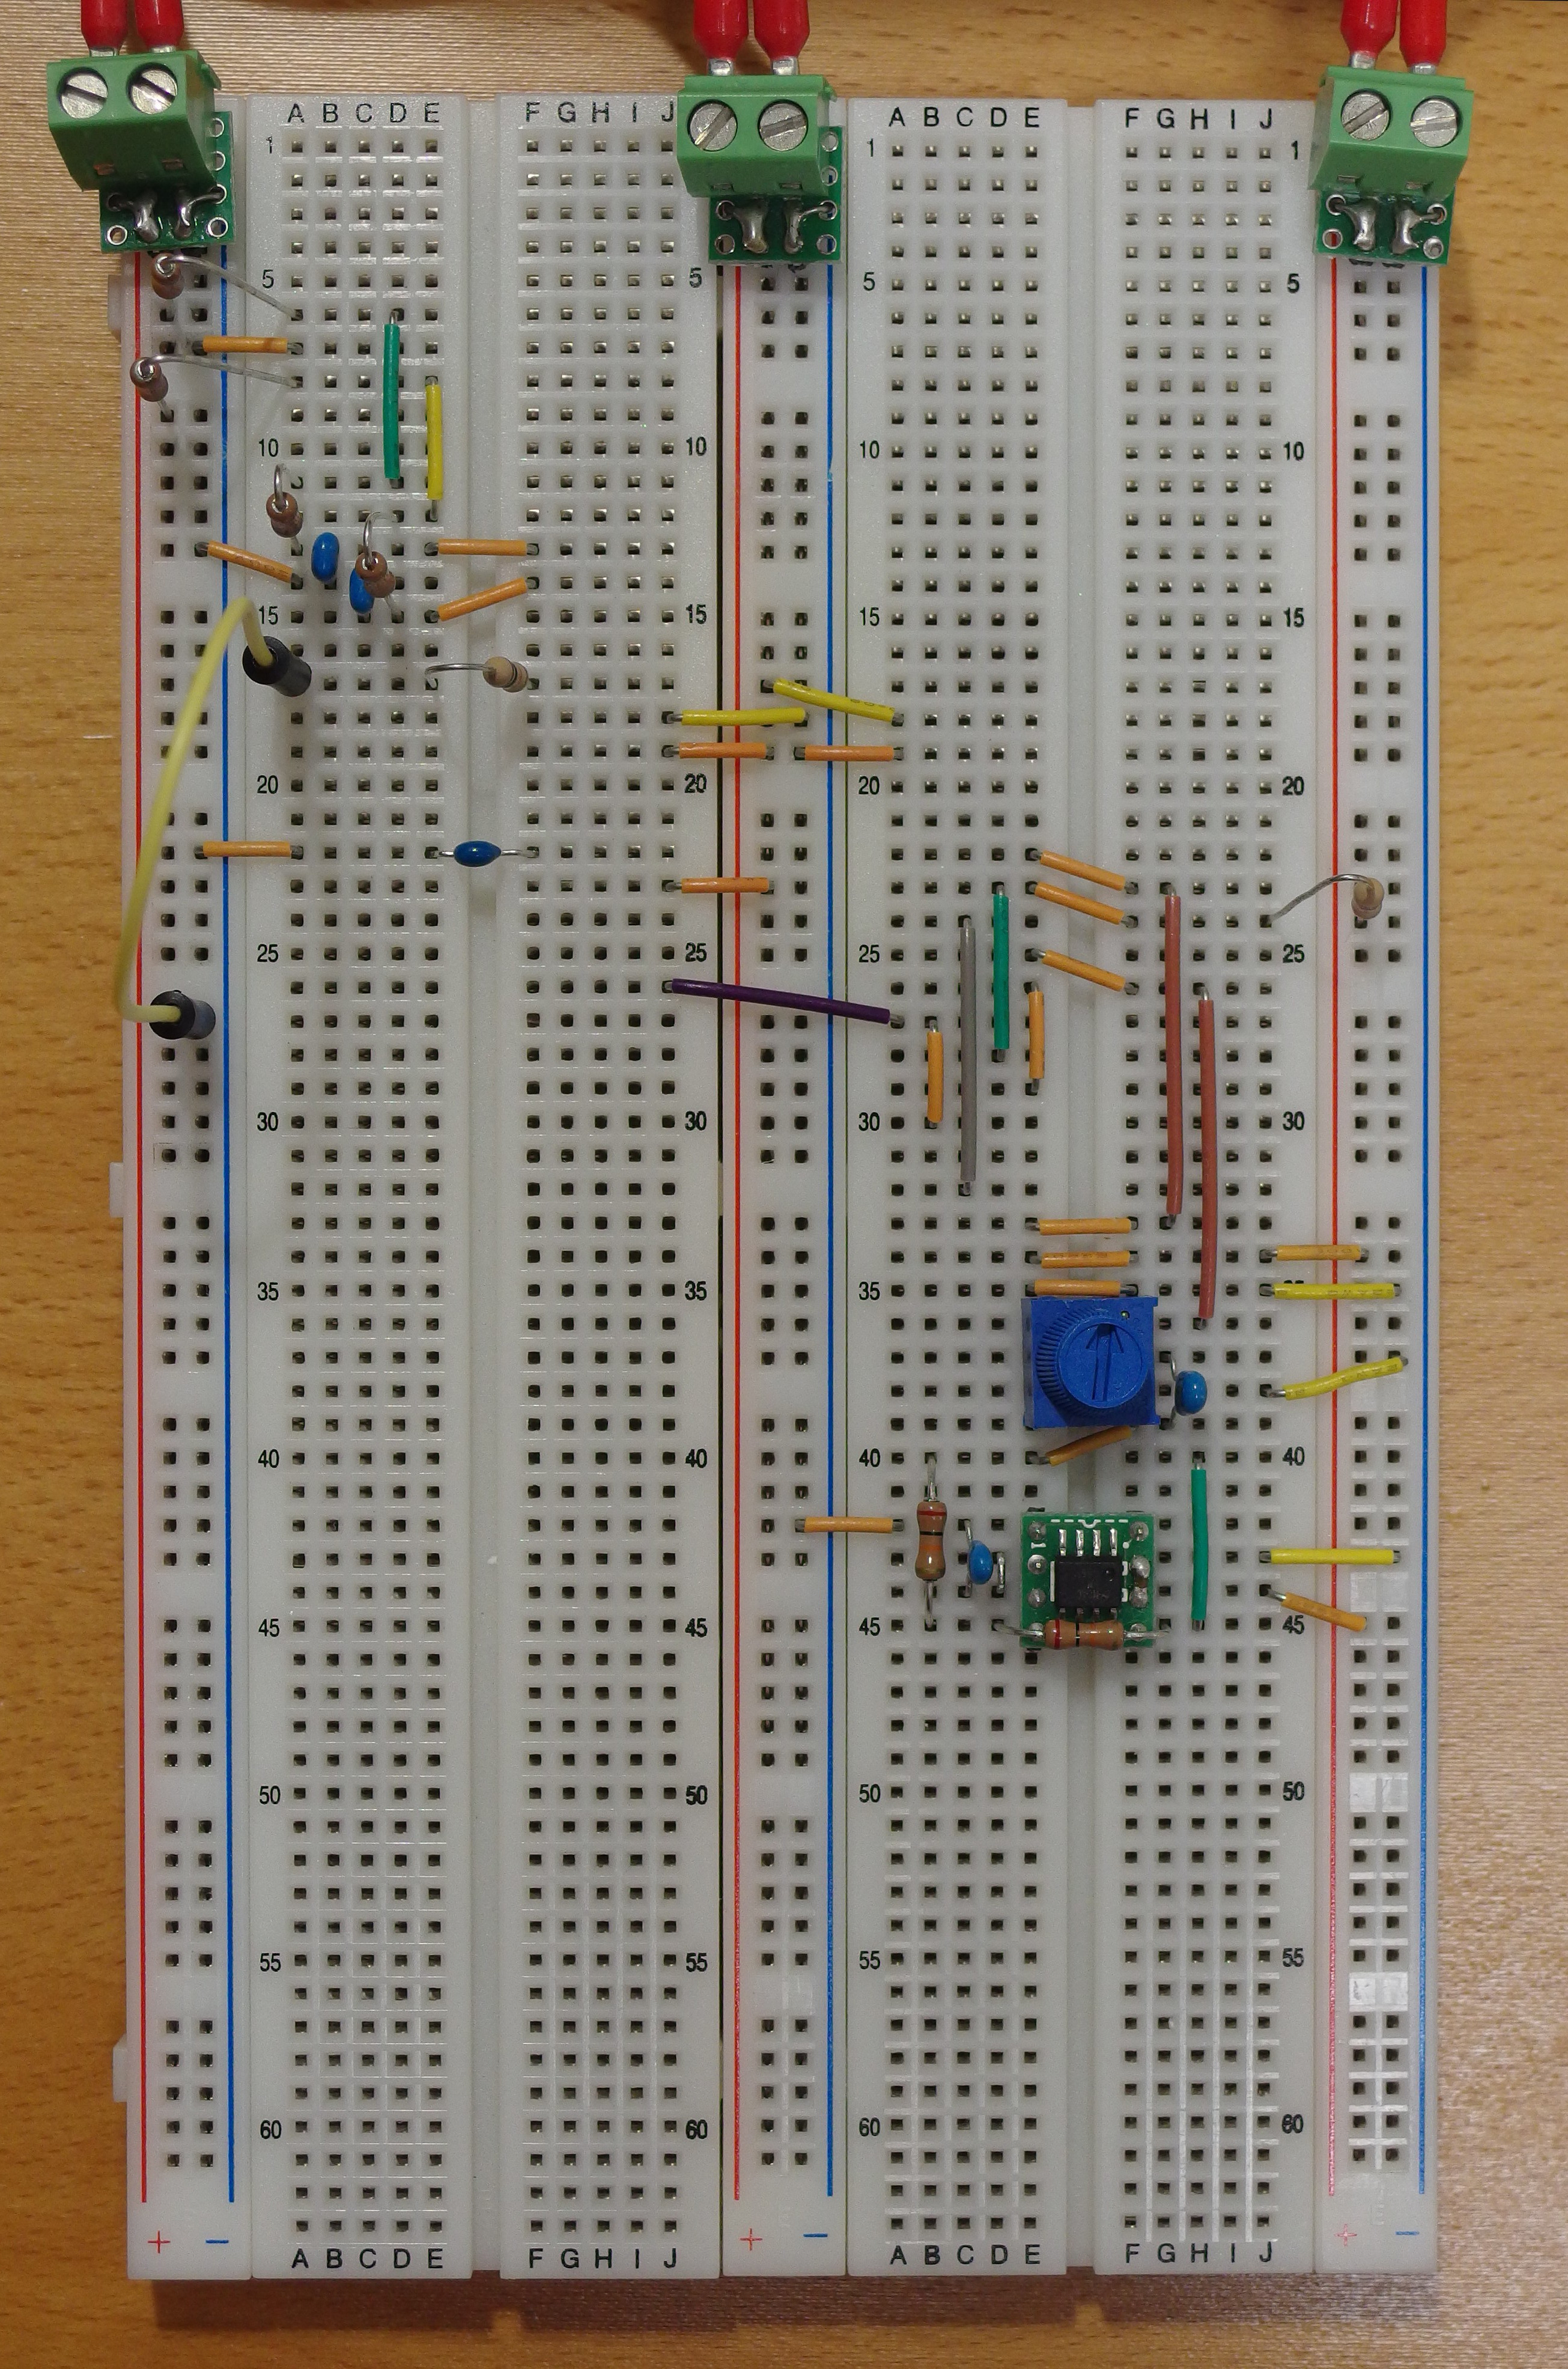 A B C D E F G H I J A B C D E F G H I J
1 1 1
5 5 5 5
10 10 10 10
15 15 15 15
20 20 20 20
25 25 25 25
30 30 30 30
35 35 35
40 40 40 40
1
45 45 45 45
50 50 50 50
55 55 55 55
60 60 60 60
+ − + − + −
A B C D E F G H I J A B C D E F G H I J